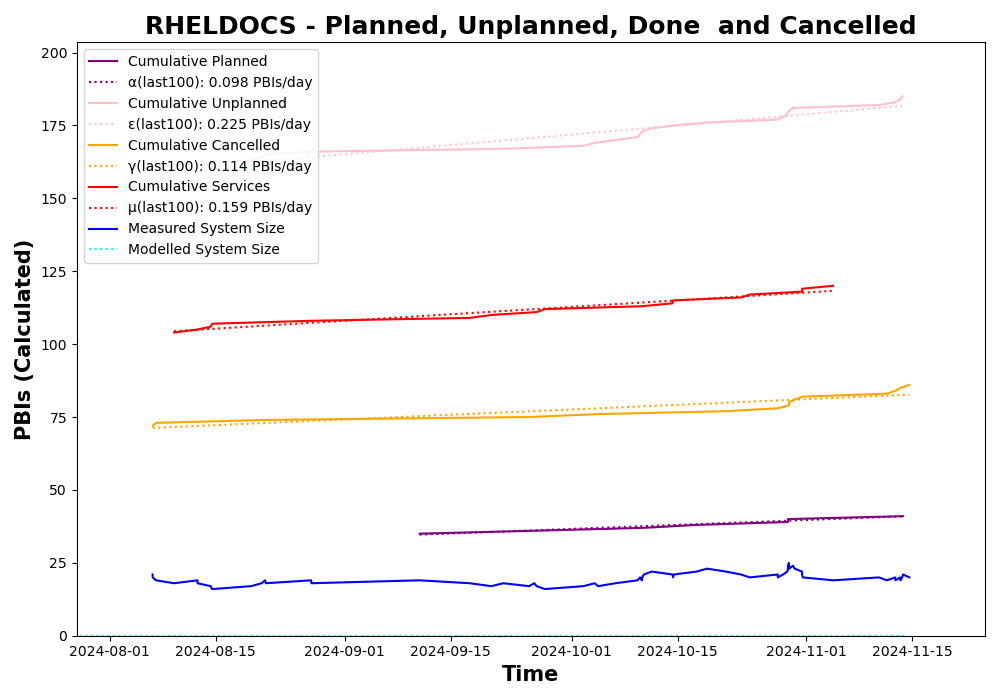 RHELDOCS - Planned, Unplanned, Done  and Cancelled
PBIs (Calculated)
200
175
150
125
100
75
50
25
0
Cumulative Planned
α(last100): 0.098 PBIs/day
Cumulative Unplanned
ε(last100): 0.225 PBIs/day
Cumulative Cancelled
γ(last100): 0.114 PBIs/day
Cumulative Services
μ(last100): 0.159 PBIs/day
Measured System Size
Modelled System Size
2024-08-01 2024-08-15 2024-09-01 2024-09-15 2024-10-01 2024-10-15 2024-11-01 2024-11-15
Time